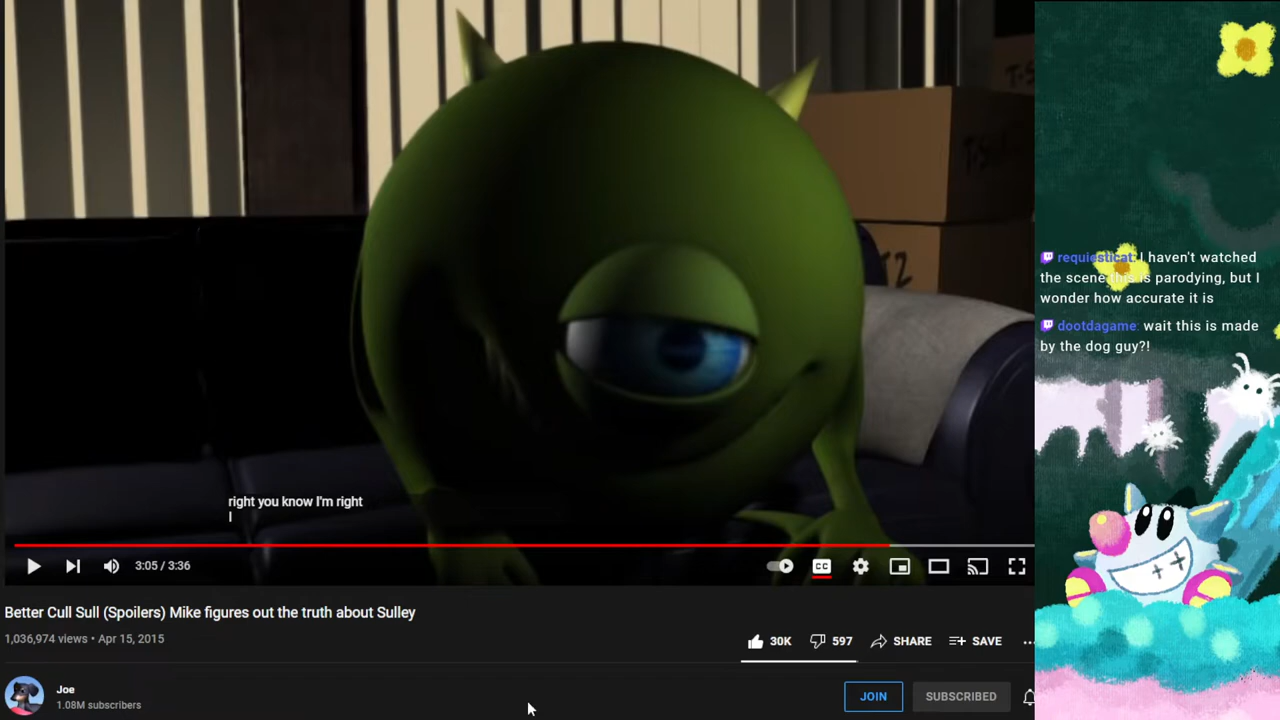 requiesticat: I haven't watched
the scene this is parodying, but I
wonder how accurate it is
dootdagame: wait this is made
by the dog guy?!
right you know I'm right
I
3:05 / 3:36
CC
Better Cull Sull (Spoilers) Mike figures out the truth about Sulley
1,036,974 views • Apr 15, 2015
30K
597
SHARE
SAVE
Joe
1.08M subscribers
JOIN
SUBSCRIBED